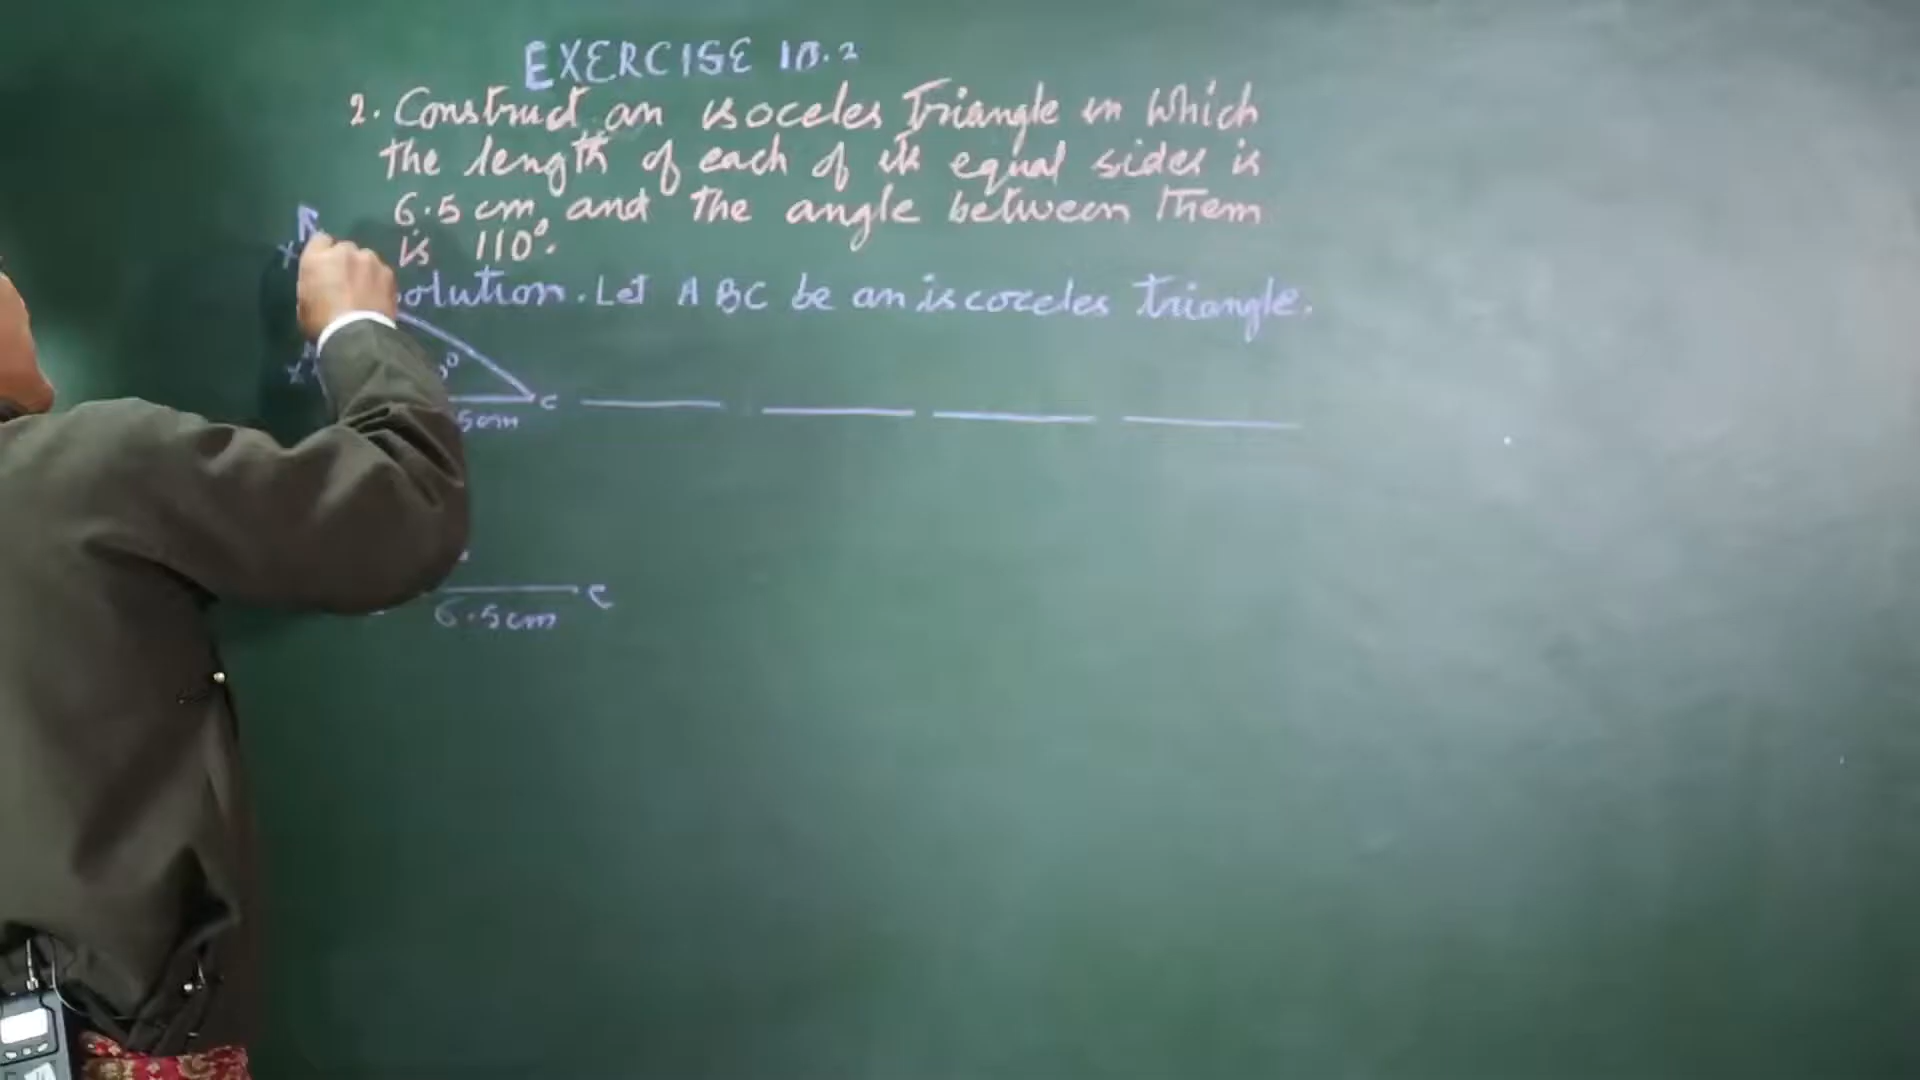 EXERCISE 10.2
2. Construct an isoceles Triangle in which
the length of each of its equal sides is
6.5 cm, and the angle between them
is 110°.
olution. Let ABC be an iscoceles triangle.
X
X
C
5cm
C
6.5cm